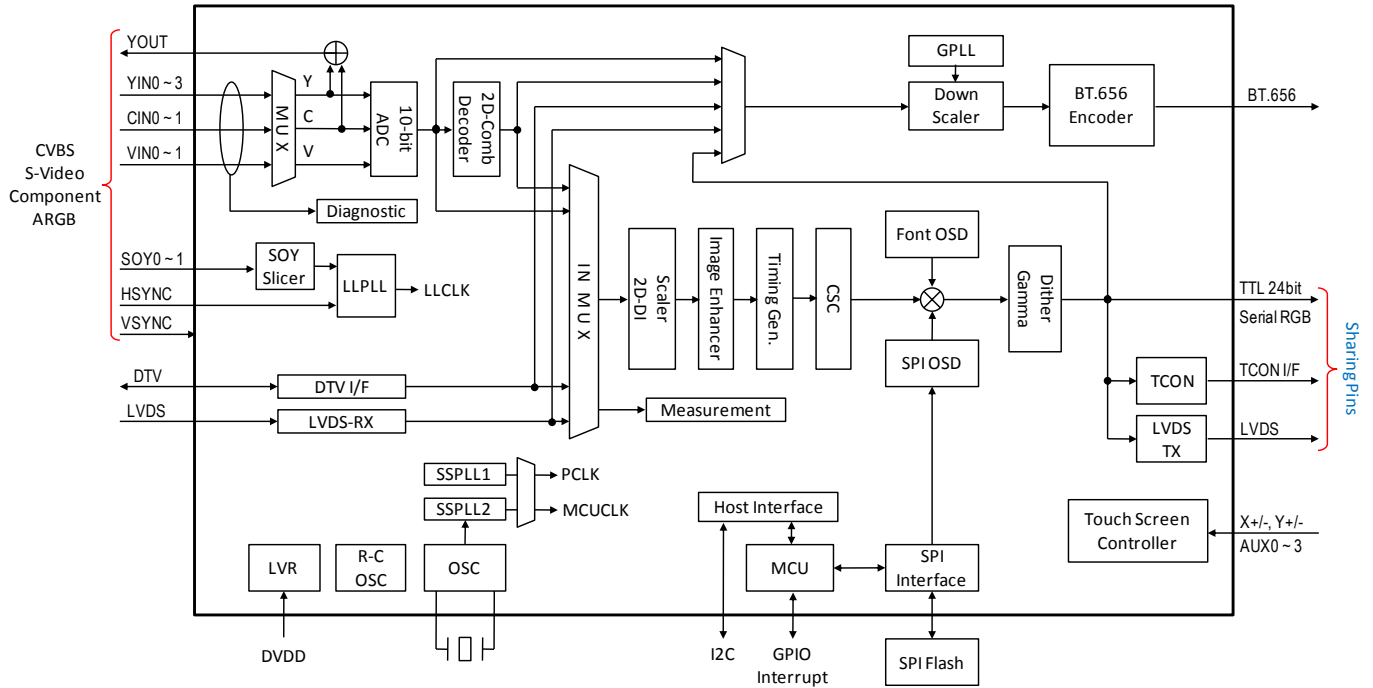 YOUT
YIN0 ~ 3
CIN0 ~ 1
VIN0 ~ 1
CVBS
S-Video
Component
ARGB
SOY0 ~ 1
HSYNC
VSYNC
DTV
LVDS
MUX
Y
C
V
10-bit
ADC
2D-Comb
Decoder
Diagnostic
SOY
Slicer
LLPLL
LLCLK
DTV I/F
LVDS-RX
IN MUX
Measurement
Scaler
2D-DI
Image
Enhancer
Timing Gen.
CSC
Font OSD
SPI OSD
Dither
Gamma
GPLL
Down
Scaler
BT.656
Encoder
BT.656
TTL 24bit
Serial RGB
TCON
TCON I/F
LVDS
TX
LVDS
Sharing Pins
SSPLL1
SSPLL2
PCLK
MCUCLK
LVR
R-C
OSC
OSC
DVDD
Host Interface
MCU
SPI
Interface
I2C
GPIO
Interrupt
SPI Flash
Touch Screen
Controller
X+/-, Y+/-
AUX0 ~ 3